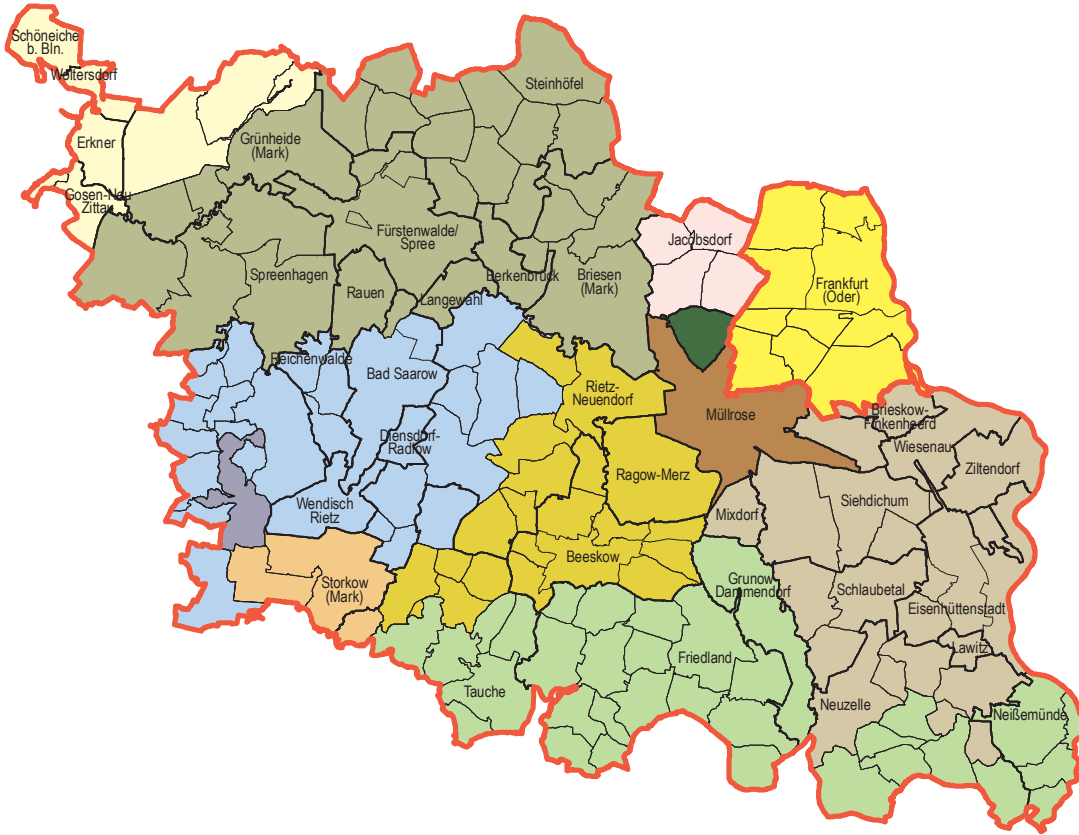 Schöneiche
b. Bln.
Woltersdorf
Erkner
Gosen-Neu
Zittau
Grünheide
(Mark)
Steinhöfel
Fürstenwalde/
Spree
Spreenhagen
Rauen
Langewahl
Berkenbrück
Briesen
(Mark)
Jacobsdorf
Frankfurt
(Oder)
Reichenwalde
Bad Saarow
Rietz-
Neuendorf
Müllrose
Brieskow-
Finkenheerd
Wiesenau
Ziltendorf
Diensdorf-
Radlow
Ragow-Merz
Wendisch
Rietz
Mixdorf
Siehdichum
Storkow
(Mark)
Beeskow
Grunow
Dammendorf
Schlaubetal
Eisenhüttenstadt
Lawitz
Friedland
Tauche
Neuzelle
Neißemünde